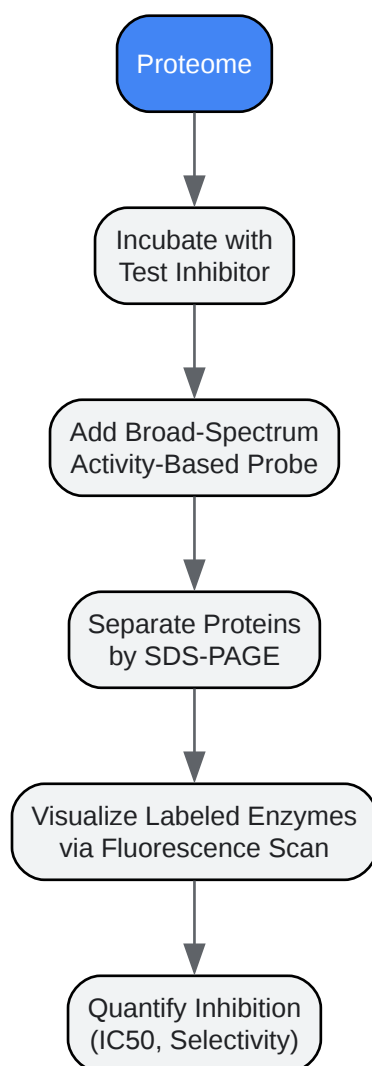 Proteome
Incubate with
Test Inhibitor
Add Broad-Spectrum
Activity-Based Probe
Separate Proteins
by SDS-PAGE
Visualize Labeled Enzymes
via Fluorescence Scan
Quantify Inhibition
(IC50, Selectivity)